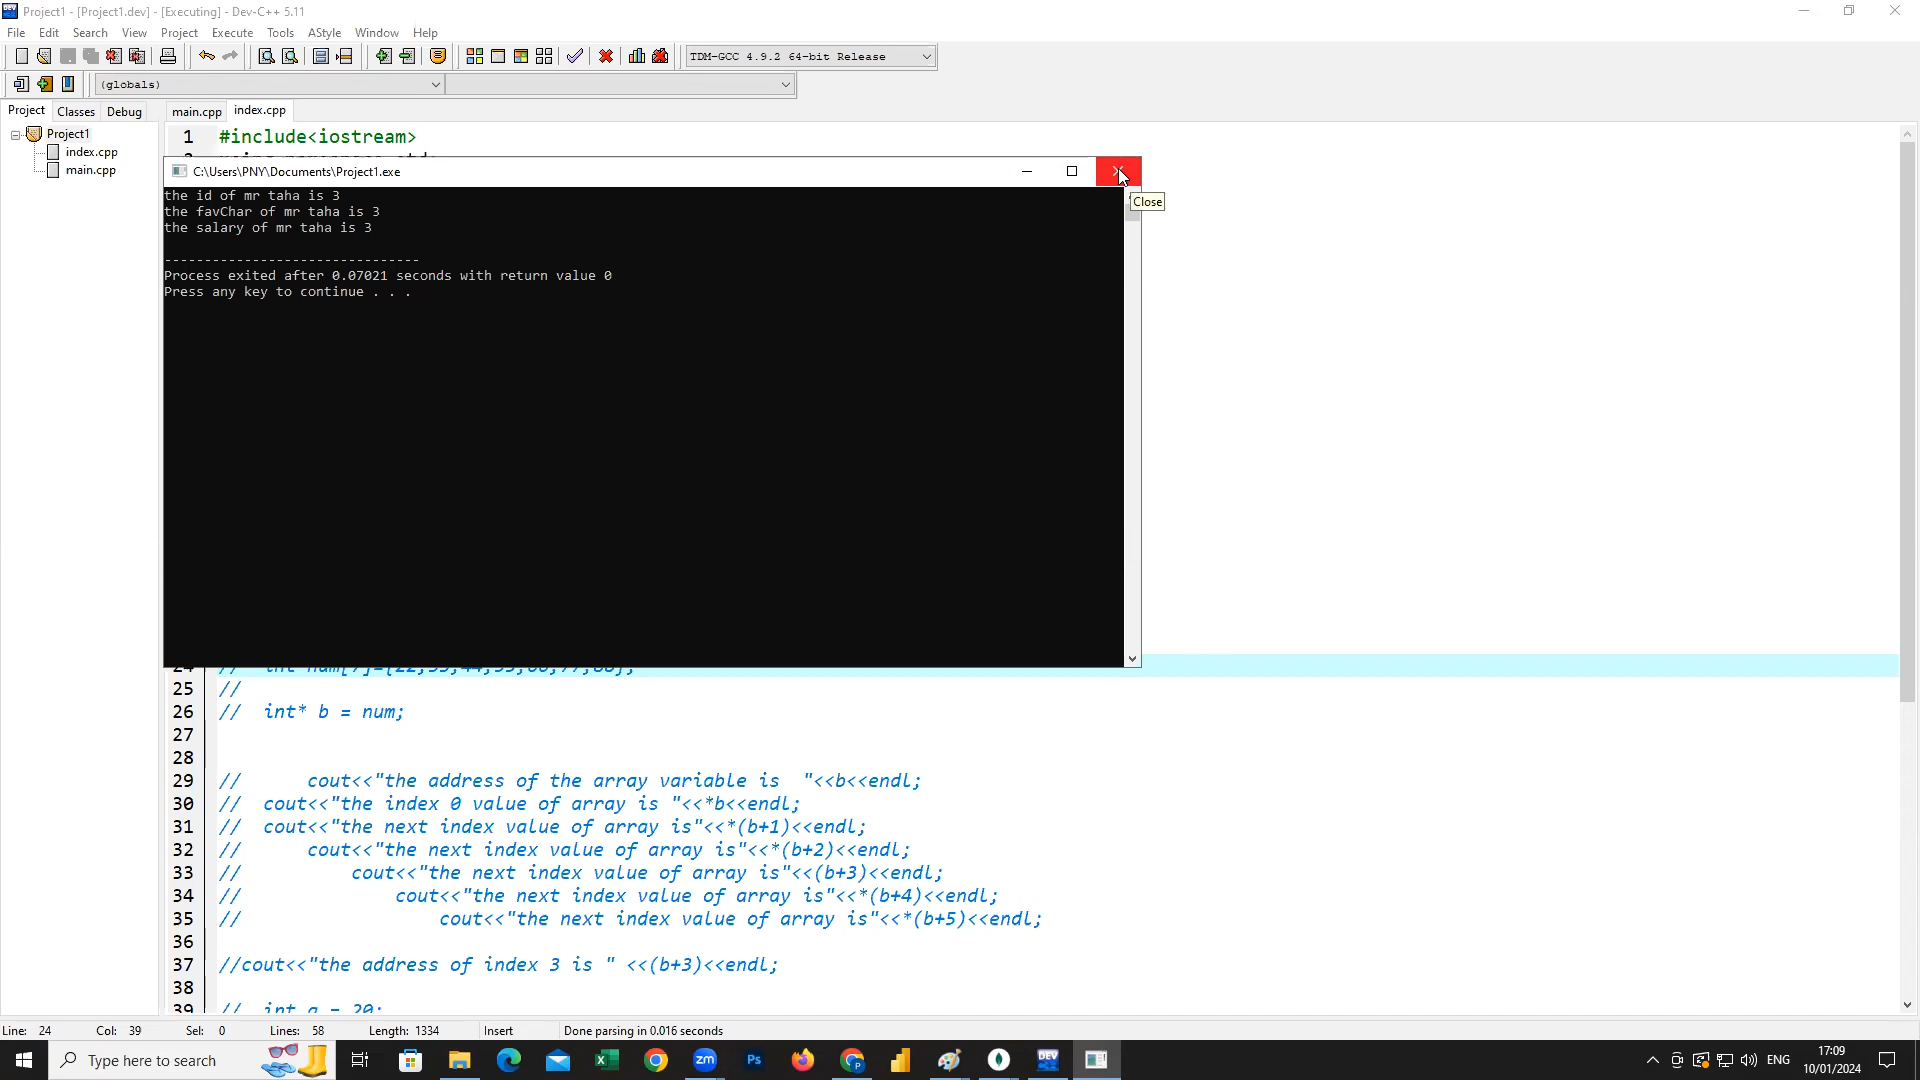 Project1 - [Project1.dev] - [Executing] - Dev-C++ 5.11
File Edit Search View Project Execute Tools AStyle Window Help
TDM-GCC 4.9.2 64-bit Release
(globals)
Project Classes Debug main.cpp index.cpp
Project1
index.cpp
main.cpp
1 #include<iostream>
C:\Users\PNY\Documents\Project1.exe
Close
the id of mr taha is 3
the favChar of mr taha is 3
the salary of mr taha is 3
--------------------------------
Process exited after 0.07021 seconds with return value 0
Press any key to continue . . .
25 //
26 // int* b = num;
27
28
29 // cout<<"the address of the array variable is "<<b<<endl;
30 // cout<<"the index 0 value of array is "<<*b<<endl;
31 // cout<<"the next index value of array is"<<*(b+1)<<endl;
32 // cout<<"the next index value of array is"<<*(b+2)<<endl;
33 // cout<<"the next index value of array is"<<(b+3)<<endl;
34 // cout<<"the next index value of array is"<<*(b+4)<<endl;
35 // cout<<"the next index value of array is"<<*(b+5)<<endl;
36
37 //cout<<"the address of index 3 is " <<(b+3)<<endl;
38
39 // int a = 20;
Line: 24 Col: 39 Sel: 0 Lines: 58 Length: 1334 Insert Done parsing in 0.016 seconds
Type here to search
zm
Ps
DEV
ENG
17:09
10/01/2024